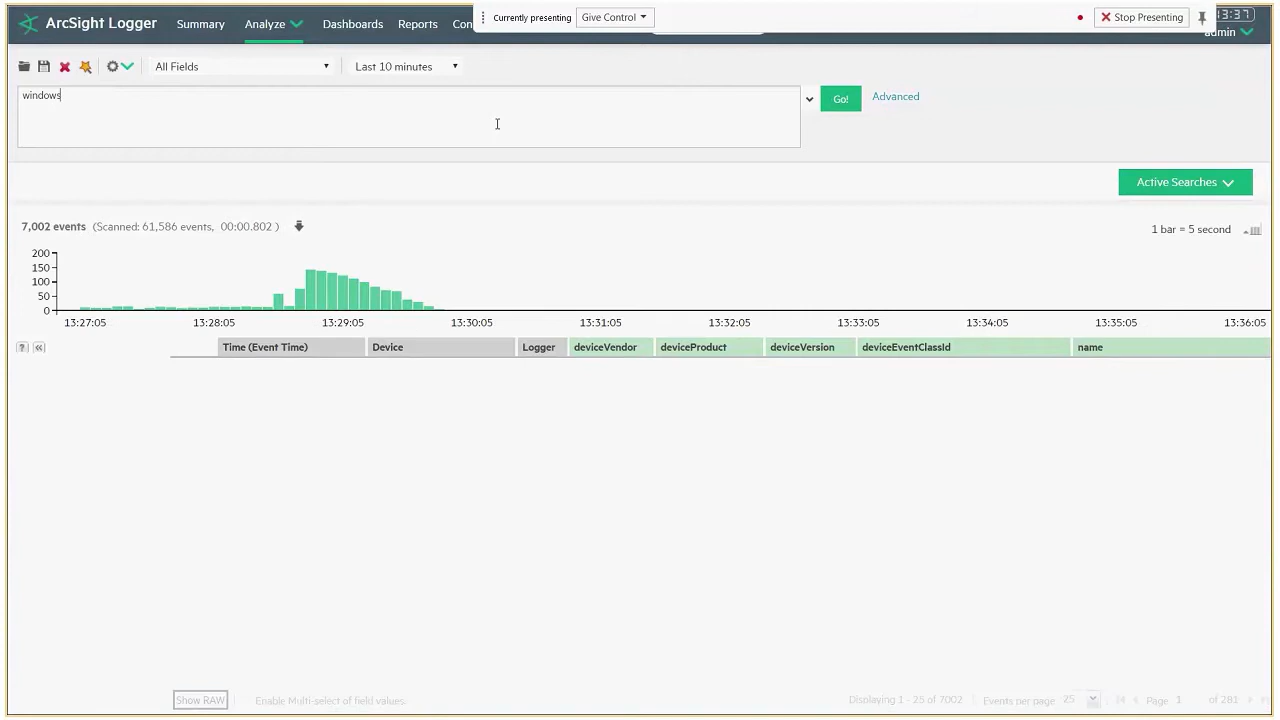 ArcSight Logger Summary Analyze Dashboards Reports Con
Currently presenting Give Control Stop Presenting
13:37
admin
All Fields Last 10 minutes
windows
Go! Advanced
Active Searches
7,002 events (Scanned: 61,586 events, 00:00.802 )
1 bar = 5 second
200
150
100
50
0
13:27:05 13:28:05 13:29:05 13:30:05 13:31:05 13:32:05 13:33:05 13:34:05 13:35:05 13:36:05
? « Time (Event Time) Device Logger deviceVendor deviceProduct deviceVersion deviceEventClassId name
Show RAW Enable Multi-select of field values. Displaying 1 - 25 of 7002 Events per page 25 Page 1 of 281